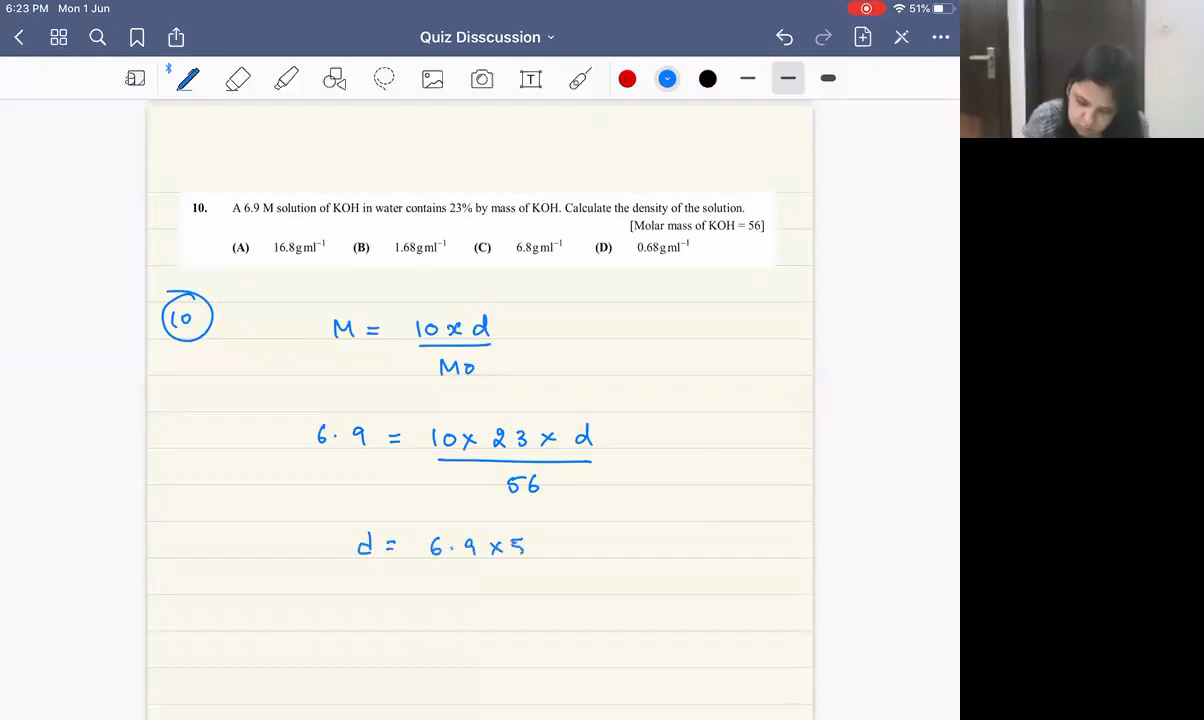 6:23 PM Mon 1 Jun
51%
Quiz Disscussion
10. A 6.9 M solution of KOH in water contains 23% by mass of KOH. Calculate the density of the solution.
[Molar mass of KOH = 56]
(A) 16.8 g ml⁻¹ (B) 1.68 g ml⁻¹ (C) 6.8 g ml⁻¹ (D) 0.68 g ml⁻¹
10
M = 10 x d
Mo
6.9 = 10 x 23 x d
56
d = 6.9 x 5